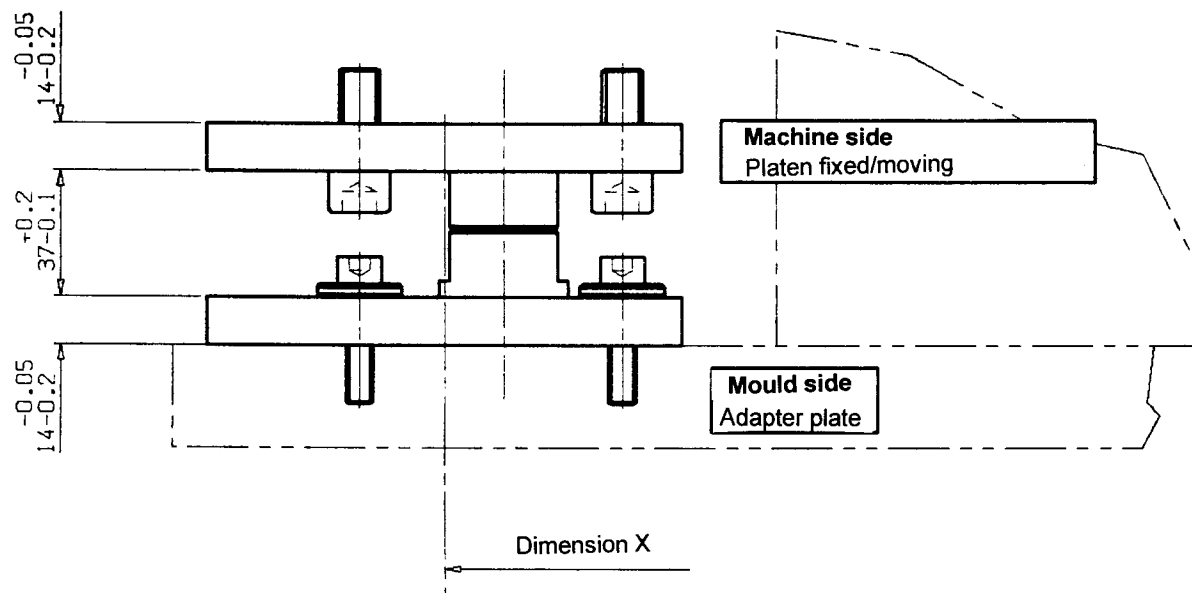 -0.05
14-0.2
Machine side
Platen fixed/moving
+0.2
37-0.1
-0.05
14-0.2
Mould side
Adapter plate
Dimension X